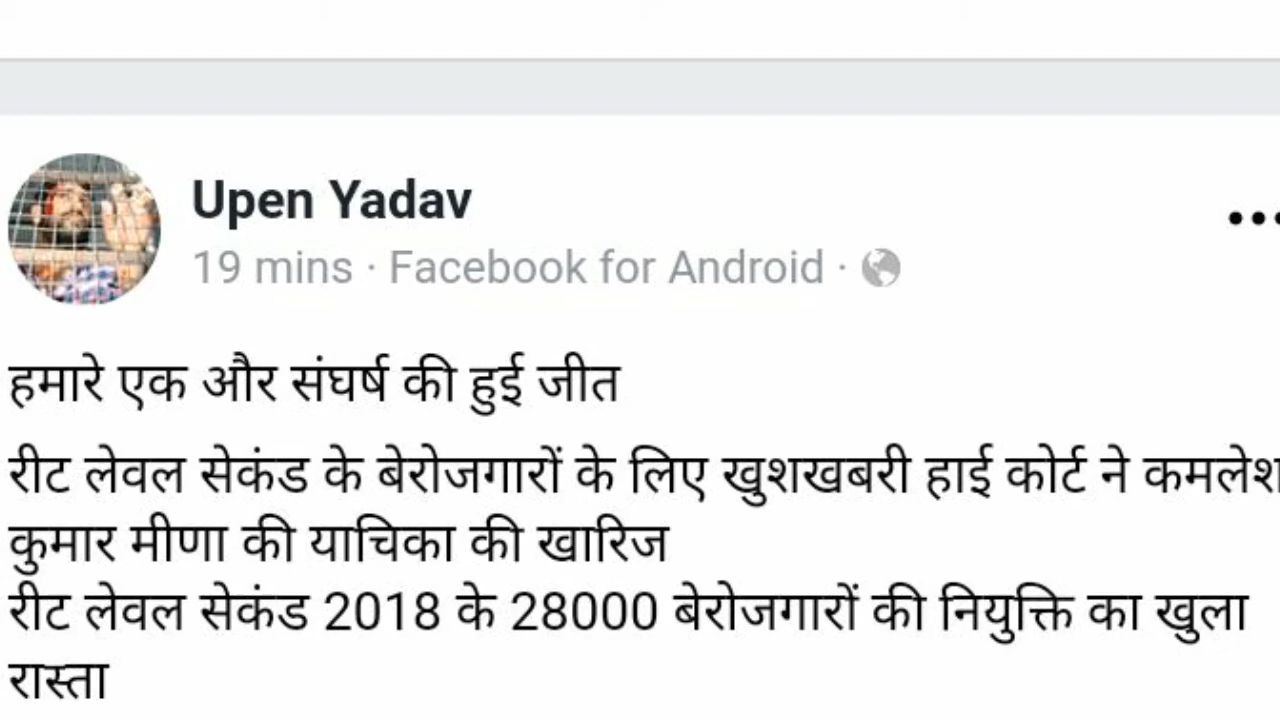 Upen Yadav
19 mins · Facebook for Android ·
हमारे एक और संघर्ष की हुई जीत
रीट लेवल सेकंड के बेरोजगारों के लिए खुशखबरी हाई कोर्ट ने कमलेश
कुमार मीणा की याचिका की खारिज
रीट लेवल सेकंड 2018 के 28000 बेरोजगारों की नियुक्ति का खुला
रास्ता